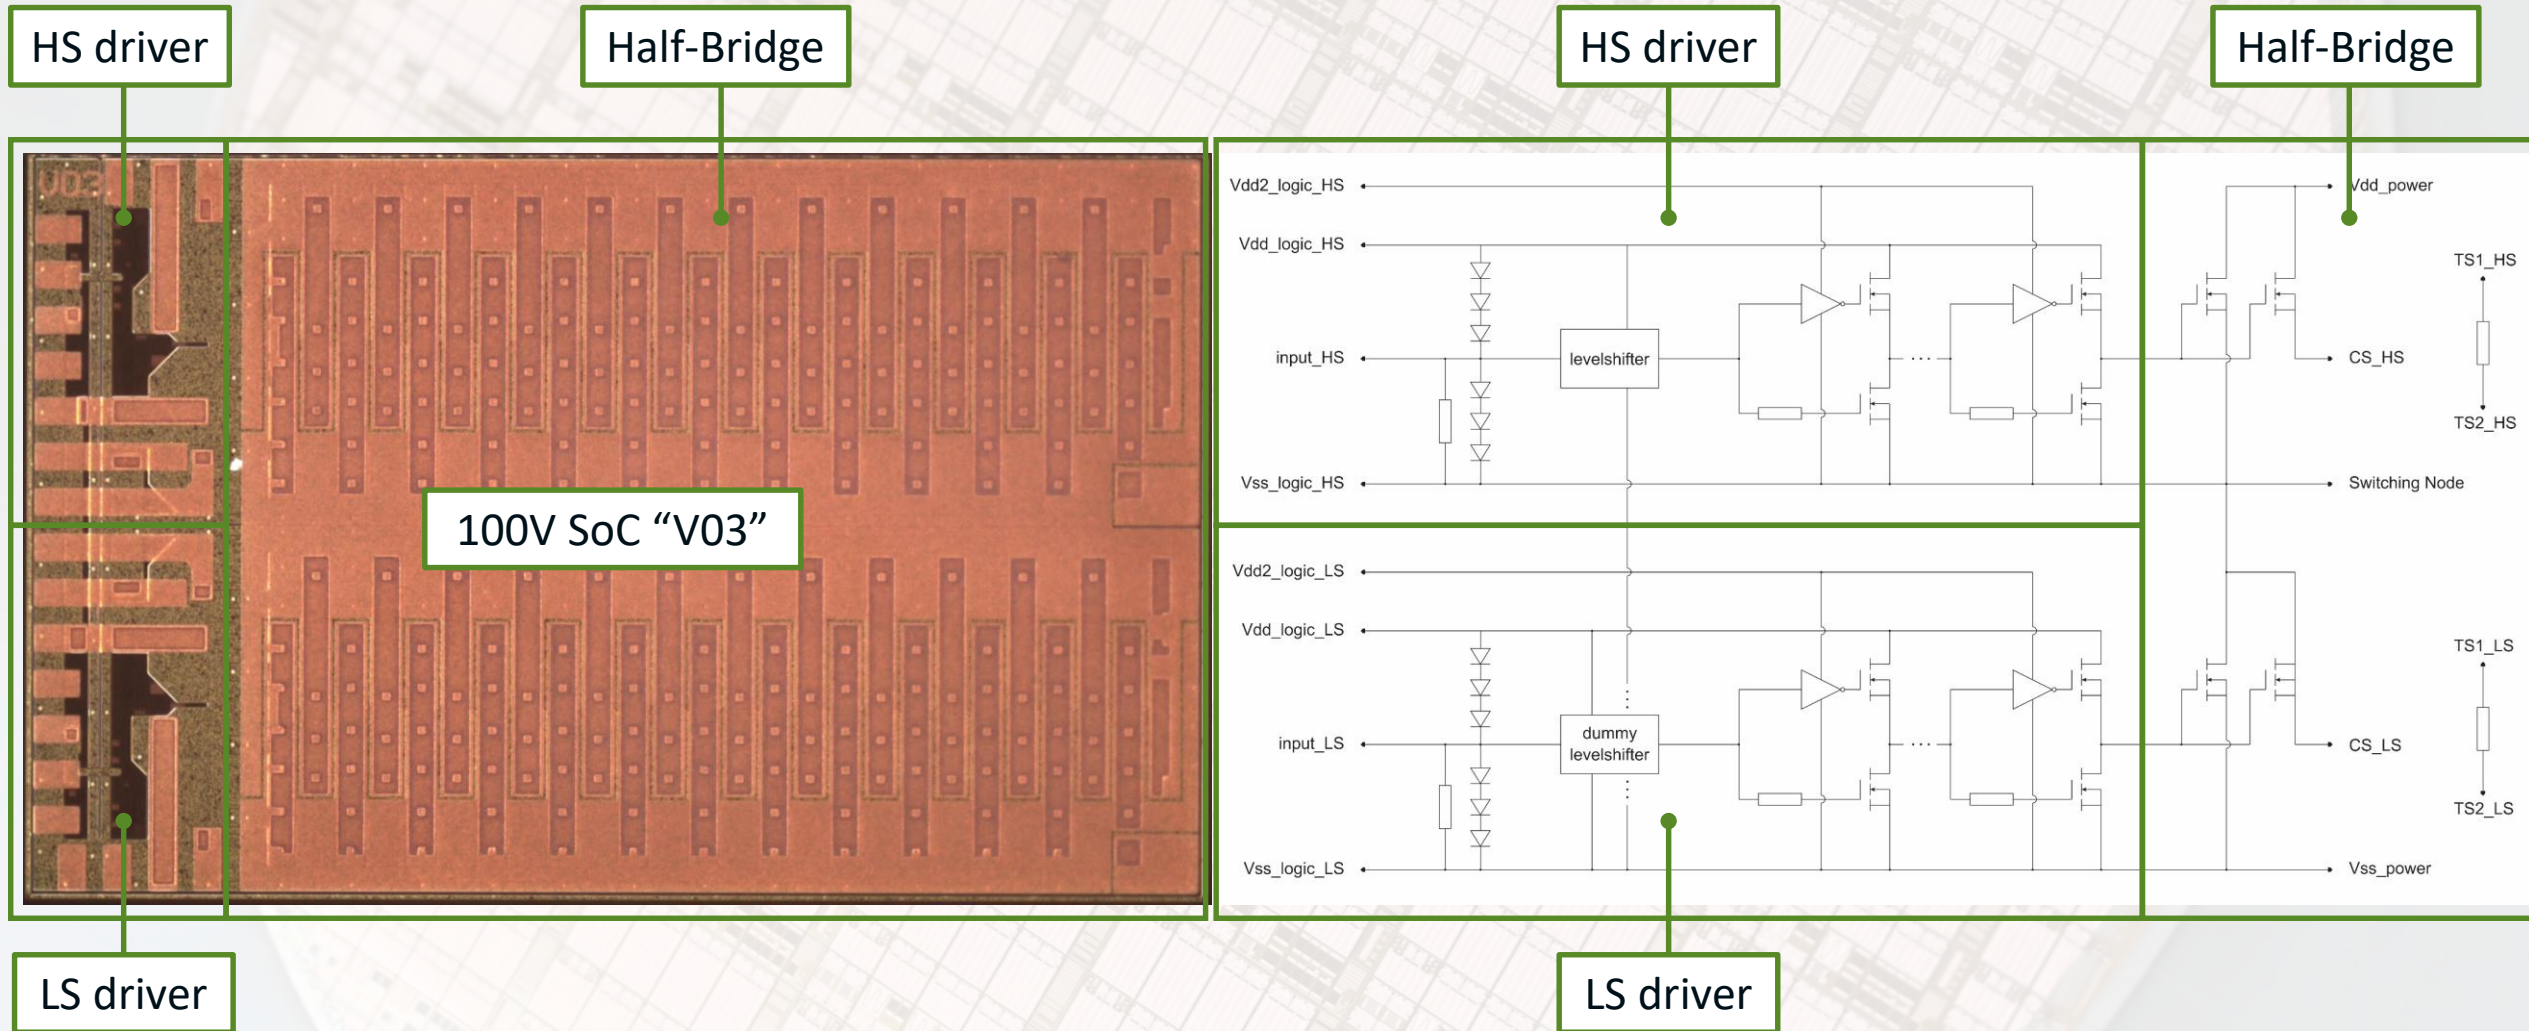 HS driver
Half-Bridge
HS driver
Half-Bridge
V03
100V SoC “V03”
Vdd2_logic_HS
Vdd_logic_HS
input_HS
levelshifter
Vss_logic_HS
Vdd_power
TS1_HS
CS_HS
TS2_HS
Switching Node
Vdd2_logic_LS
Vdd_logic_LS
input_LS
dummy
levelshifter
Vss_logic_LS
TS1_LS
CS_LS
TS2_LS
Vss_power
LS driver
LS driver